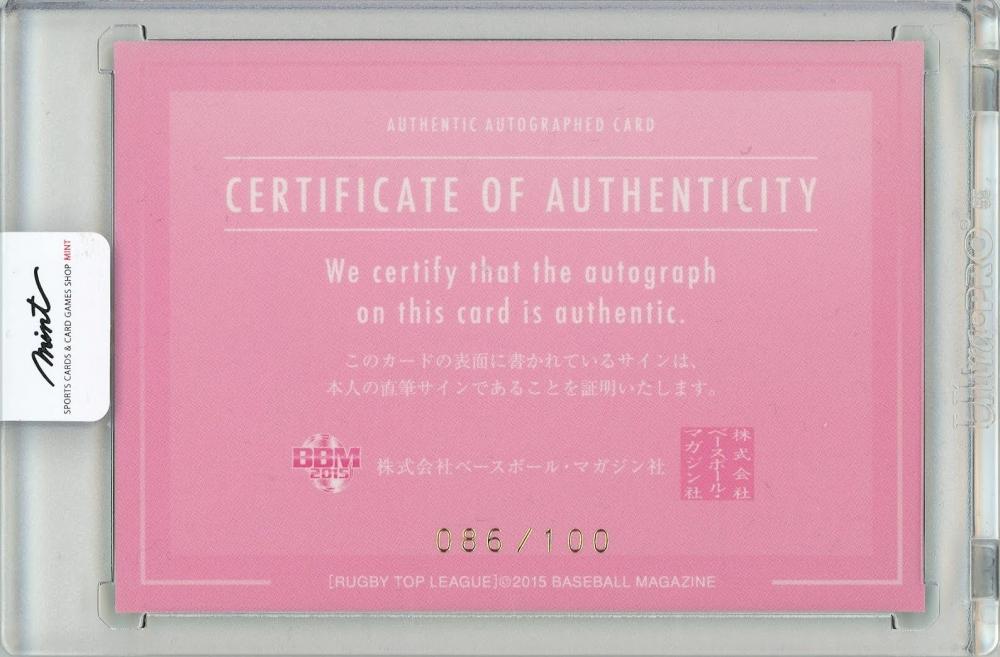 AUTHENTIC AUTOGRAPHED CARD
CERTIFICATE OF AUTHENTICITY
We certify that the autograph
on this card is authentic.
このカードの表面に書かれているサインは、
本人の直筆サインであることを証明いたします。
BBM
2015
株式会社ベースボール・マガジン社
株式会社
ベースボール・
マガジン社
086/100
[RUGBY TOP LEAGUE]©2015 BASEBALL MAGAZINE
mint
SPORTS CARDS & CARD GAMES SHOP MINT
UltraPRO